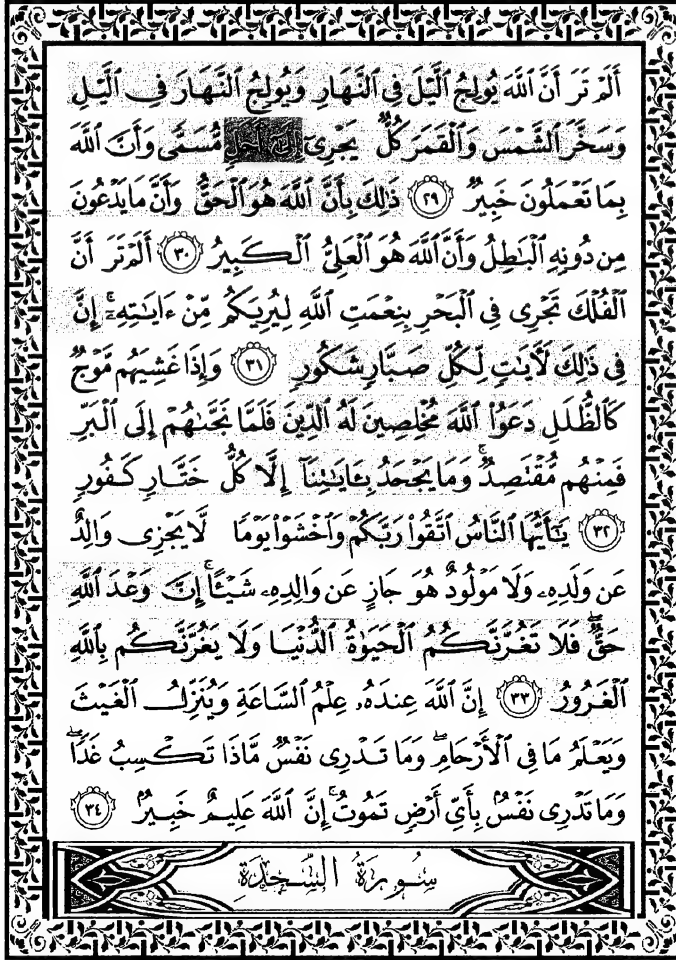 أَلَمْ تَرَ أَنَّ ٱللَّهَ يُولِجُ ٱلَّيْلَ فِى ٱلنَّهَارِ وَيُولِجُ ٱلنَّهَارَ فِى ٱلَّيْلِ
وَسَخَّرَ ٱلشَّمْسَ وَٱلْقَمَرَ كُلٌّ يَجْرِىٓ إِلَىٰٓ أَجَلٍ مُّسَمًّى وَأَنَّ ٱللَّهَ
بِمَا تَعْمَلُونَ خَبِيرٌ ٢٩ ذَٰلِكَ بِأَنَّ ٱللَّهَ هُوَ ٱلْحَقُّ وَأَنَّ مَا يَدْعُونَ
مِن دُونِهِ ٱلْبَٰطِلُ وَأَنَّ ٱللَّهَ هُوَ ٱلْعَلِىُّ ٱلْكَبِيرُ ٣٠ أَلَمْ تَرَ أَنَّ
ٱلْفُلْكَ تَجْرِى فِى ٱلْبَحْرِ بِنِعْمَتِ ٱللَّهِ لِيُرِيَكُم مِّنْ ءَايَٰتِهِۦٓ ۚ إِنَّ
فِى ذَٰلِكَ لَءَايَٰتٍ لِّكُلِّ صَبَّارٍ شَكُورٍ ٣١ وَإِذَا غَشِيَهُم مَّوْجٌ
كَٱلظُّلَلِ دَعَوُا۟ ٱللَّهَ مُخْلِصِينَ لَهُ ٱلدِّينَ فَلَمَّا نَجَّىٰهُمْ إِلَى ٱلْبَرِّ
فَمِنْهُم مُّقْتَصِدٌ ۚ وَمَا يَجْحَدُ بِـَٔايَٰتِنَآ إِلَّا كُلُّ خَتَّارٍ كَفُورٍ
٣٢ يَٰٓأَيُّهَا ٱلنَّاسُ ٱتَّقُوا۟ رَبَّكُمْ وَٱخْشَوْا۟ يَوْمًا لَّا يَجْزِى وَالِدٌ
عَن وَلَدِهِۦ وَلَا مَوْلُودٌ هُوَ جَازٍ عَن وَالِدِهِۦ شَيْـًٔا ۚ إِنَّ وَعْدَ ٱللَّهِ
حَقٌّ ۖ فَلَا تَغُرَّنَّكُمُ ٱلْحَيَوٰةُ ٱلدُّنْيَا وَلَا يَغُرَّنَّكُم بِٱللَّهِ
ٱلْغَرُورُ ٣٣ إِنَّ ٱللَّهَ عِندَهُۥ عِلْمُ ٱلسَّاعَةِ وَيُنَزِّلُ ٱلْغَيْثَ
وَيَعْلَمُ مَا فِى ٱلْأَرْحَامِ ۖ وَمَا تَدْرِى نَفْسٌ مَّاذَا تَكْسِبُ غَدًا ۖ
وَمَا تَدْرِى نَفْسٌۢ بِأَىِّ أَرْضٍ تَمُوتُ ۚ إِنَّ ٱللَّهَ عَلِيمٌ خَبِيرٌۢ ٣٤
سُورَةُ السَّجْدَةِ